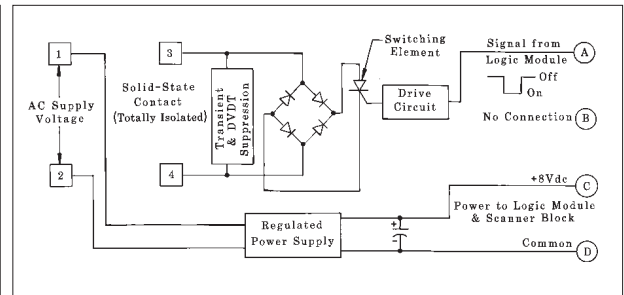 1
3
Switching
Element
Signal from
Logic Module
A
Off
On
Solid-State
Contact
(Totally Isolated)
Transient
& DVDT
Suppression
Drive
Circuit
AC Supply
Voltage
No Connection
B
2
4
+8Vdc
C
Regulated
Power Supply
+
-
Power to Logic Module
& Scanner Block
Common
D